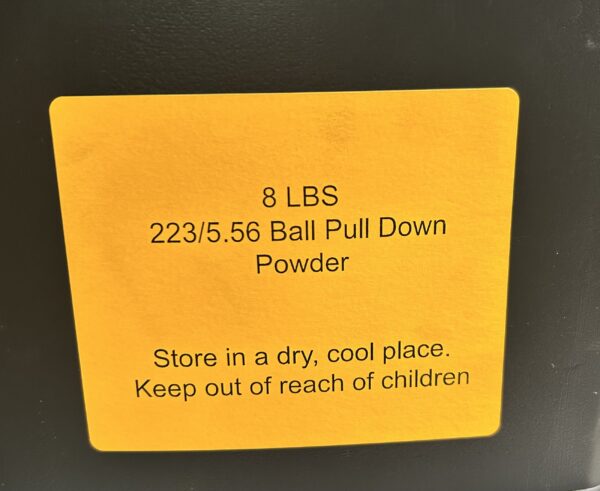 8 LBS
223/5.56 Ball Pull Down
Powder
Store in a dry, cool place.
Keep out of reach of children